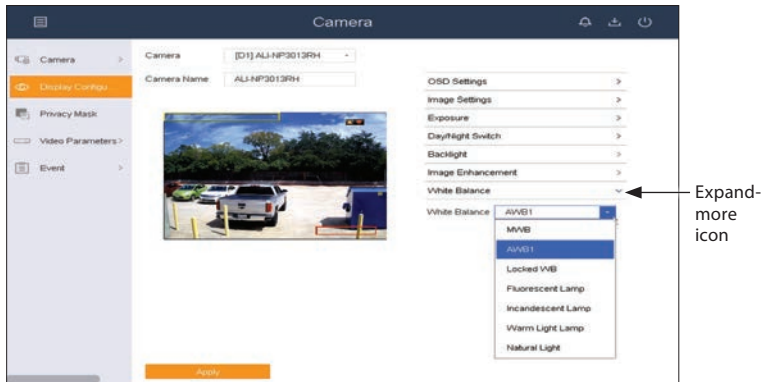 Camera
Camera
Display Configu...
Privacy Mask
Video Parameters
Event
Camera [D1] ALI-NP3013RH
Camera Name ALI-NP3013RH
OSD Settings
Image Settings
Exposure
Day/Night Switch
Backlight
Image Enhancement
White Balance
White Balance AWB1
MWB
AWB1
Locked WB
Fluorescent Lamp
Incandescent Lamp
Warm Light Lamp
Natural Light
Apply
Expand-
more
icon